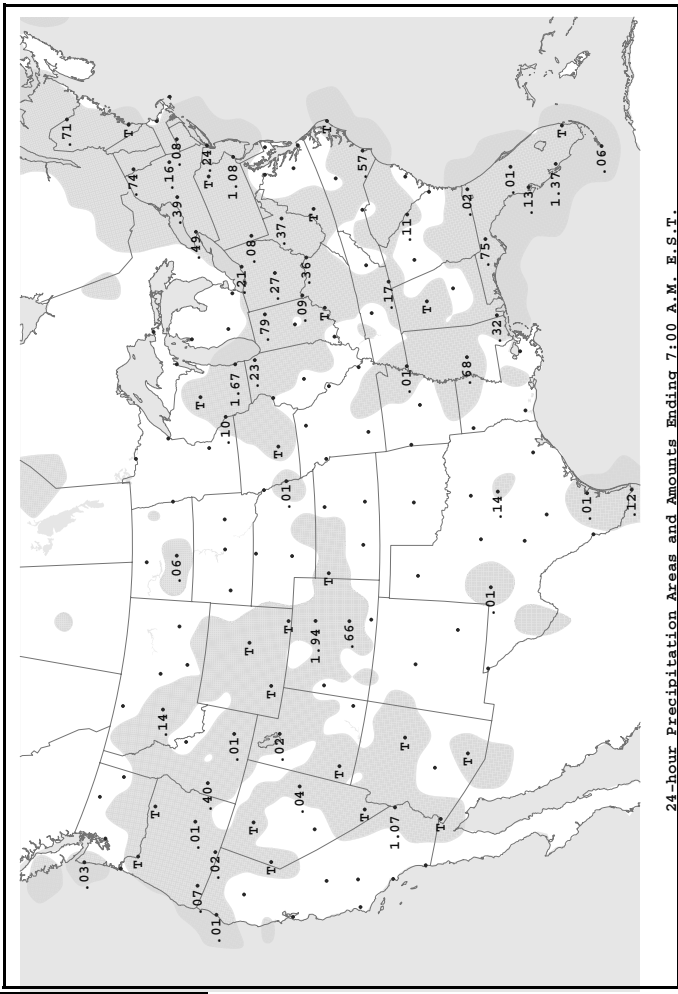 .71
.03
T
.74
T
T
.14
.16
.06
.08
.39
.01
.49
.07
T
.40
T .24
.01
.02
.10
1.08
.01
1.67
.21
T
.08
T
.23
.79
T
T
.27
T
.02
.37
.01
T
.04
.09
.36
T
1.94
T
T
T
T
.66
.57
T
.17
1.07
T
.01
.11
T
T
T
.68
.02
.75
.01
.14
.32
.01
.13
1.37
T
.01
.06
.12
24-hour Precipitation Areas and Amounts Ending 7:00 A.M. E.S.T.